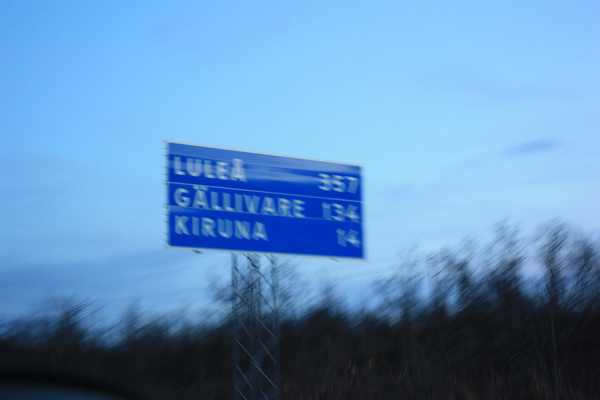 LULEÅ 357
GÄLLIVARE 134
KIRUNA 14